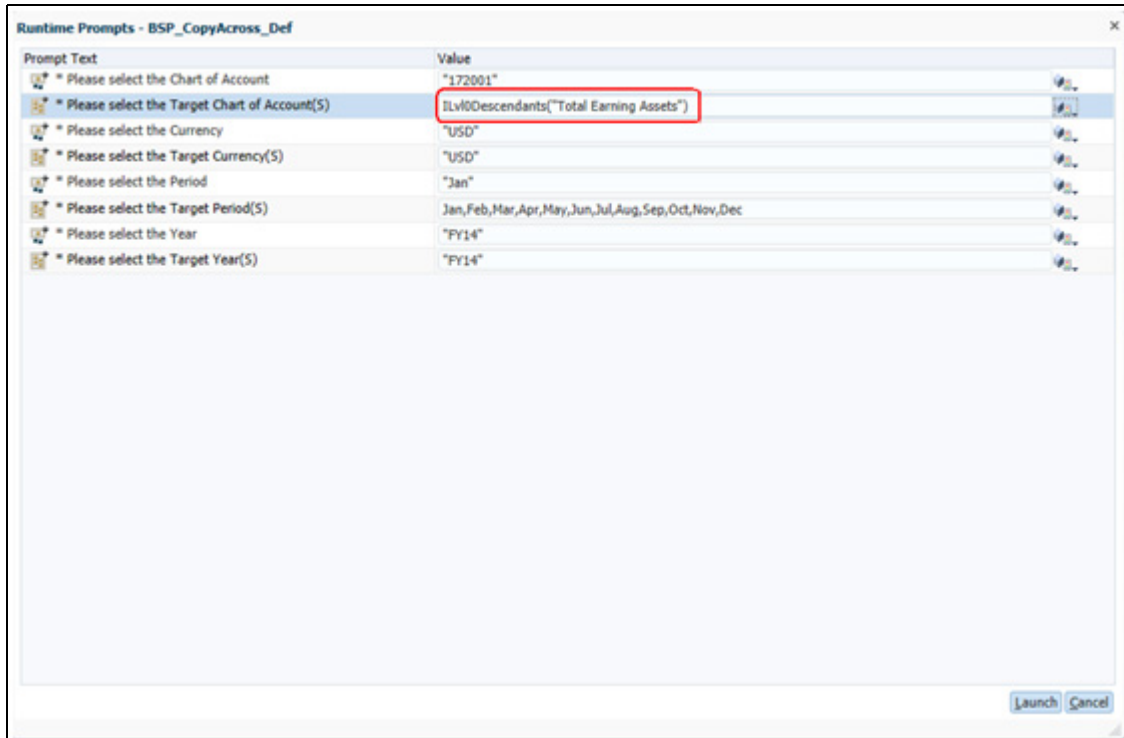 Runtime Prompts - BSP_CopyAcross_Def
Prompt Text Value
* Please select the Chart of Account "172001"
* Please select the Target Chart of Account(S) ILvl0Descendants("Total Earning Assets")
* Please select the Currency "USD"
* Please select the Target Currency(S) "USD"
* Please select the Period "Jan"
* Please select the Target Period(S) Jan,Feb,Mar,Apr,May,Jun,Jul,Aug,Sep,Oct,Nov,Dec
* Please select the Year "FY14"
* Please select the Target Year(S) "FY14"
Launch Cancel